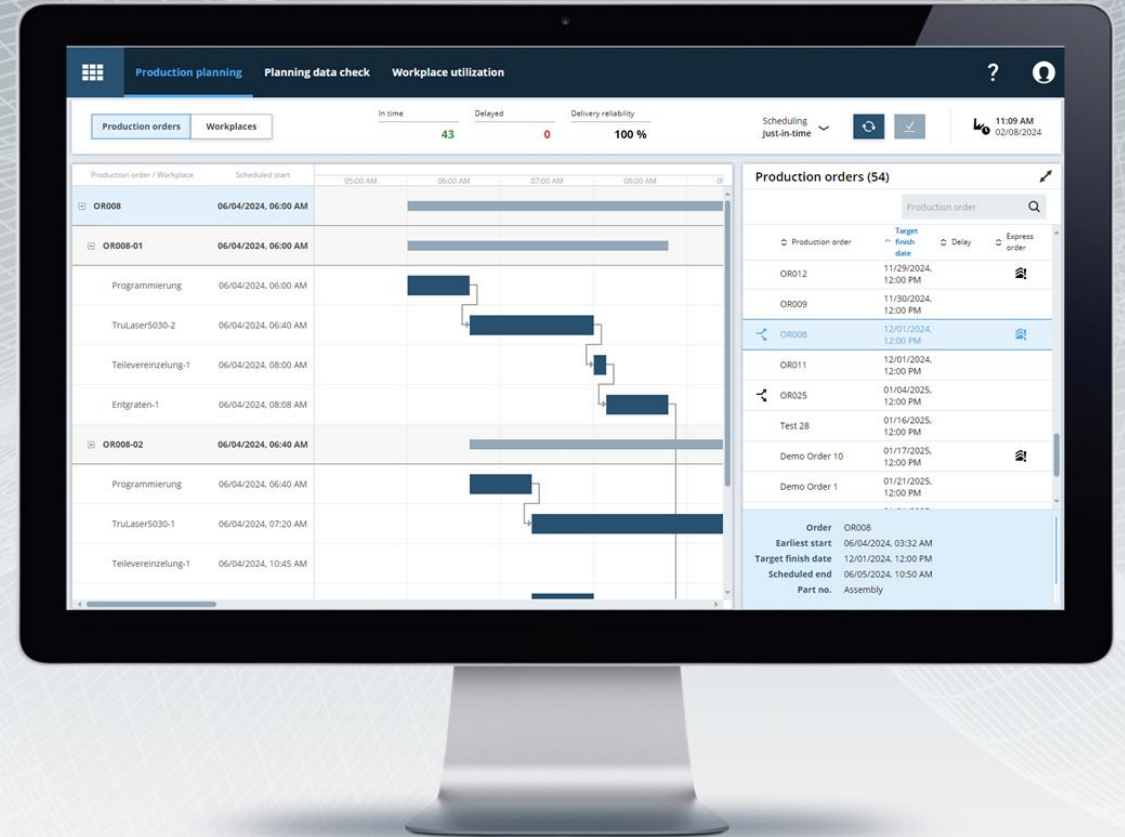 Production planning
Planning data check
Workplace utilization
?
Production orders
Workplaces
In time
43
Delayed
0
Delivery reliability
100 %
Scheduling
Just-in-time
11:09 AM
02/08/2024
Production order / Workplace
Scheduled start
05:00 AM
06:00 AM
07:00 AM
08:00 AM
OR008
06/04/2024, 06:00 AM
OR008-01
06/04/2024, 06:00 AM
Programmierung
06/04/2024, 06:00 AM
TruLaser5030-2
06/04/2024, 06:40 AM
Teilevereinzelung-1
06/04/2024, 08:00 AM
Entgraten-1
06/04/2024, 08:08 AM
OR008-02
06/04/2024, 06:40 AM
Programmierung
06/04/2024, 06:40 AM
TruLaser5030-1
06/04/2024, 07:20 AM
Teilevereinzelung-1
06/04/2024, 10:45 AM
Production orders (54)
Production order
Production order
Target
finish
date
Delay
Express
order
OR012
11/29/2024,
12:00 PM
OR009
11/30/2024,
12:00 PM
OR008
12/01/2024,
12:00 PM
OR011
12/01/2024,
12:00 PM
OR025
01/04/2025,
12:00 PM
Test 28
01/16/2025,
12:00 PM
Demo Order 10
01/17/2025,
12:00 PM
Demo Order 1
01/21/2025,
12:00 PM
Order OR008
Earliest start 06/04/2024, 03:32 AM
Target finish date 12/01/2024, 12:00 PM
Scheduled end 06/05/2024, 10:50 AM
Part no. Assembly